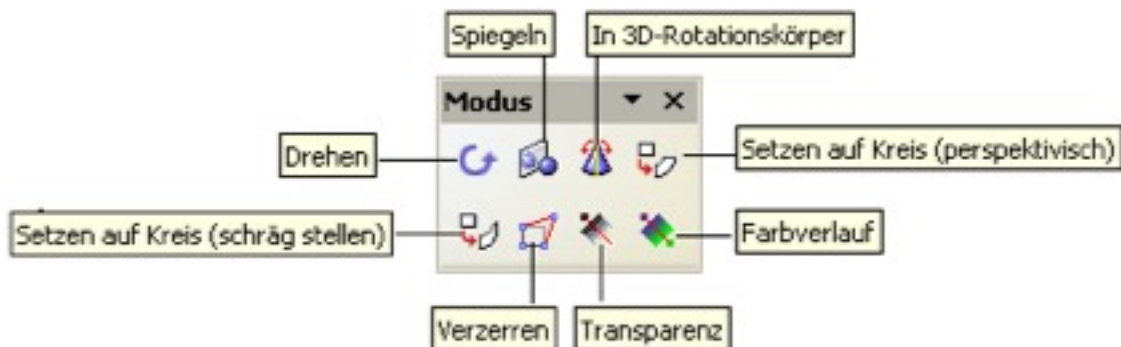 Spiegeln
In 3D-Rotationskörper
Modus
Drehen
Setzen auf Kreis (perspektivisch)
Setzen auf Kreis (schräg stellen)
Farbverlauf
Verzerren
Transparenz